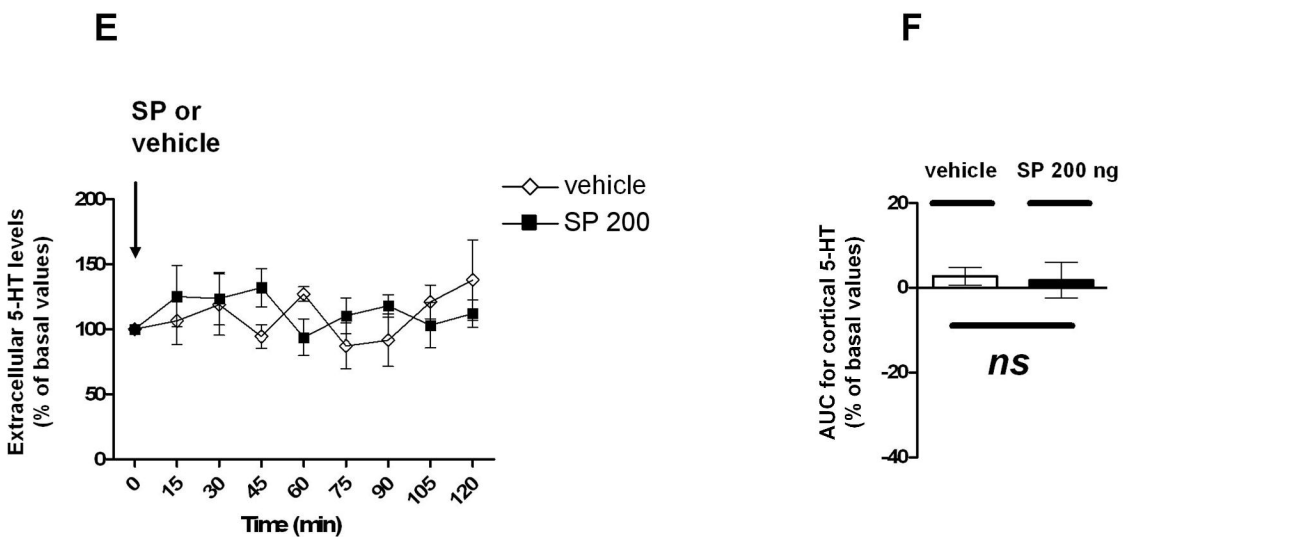 E
SP or
vehicle
Extracellular 5-HT levels
(% of basal values)
200
150
100
50
0
0
15
30
45
60
75
90
105
120
Time (min)
vehicle
SP 200
F
vehicle
SP 200 ng
AUC for cortical 5-HT
(% of basal values)
20
0
-20
-40
ns